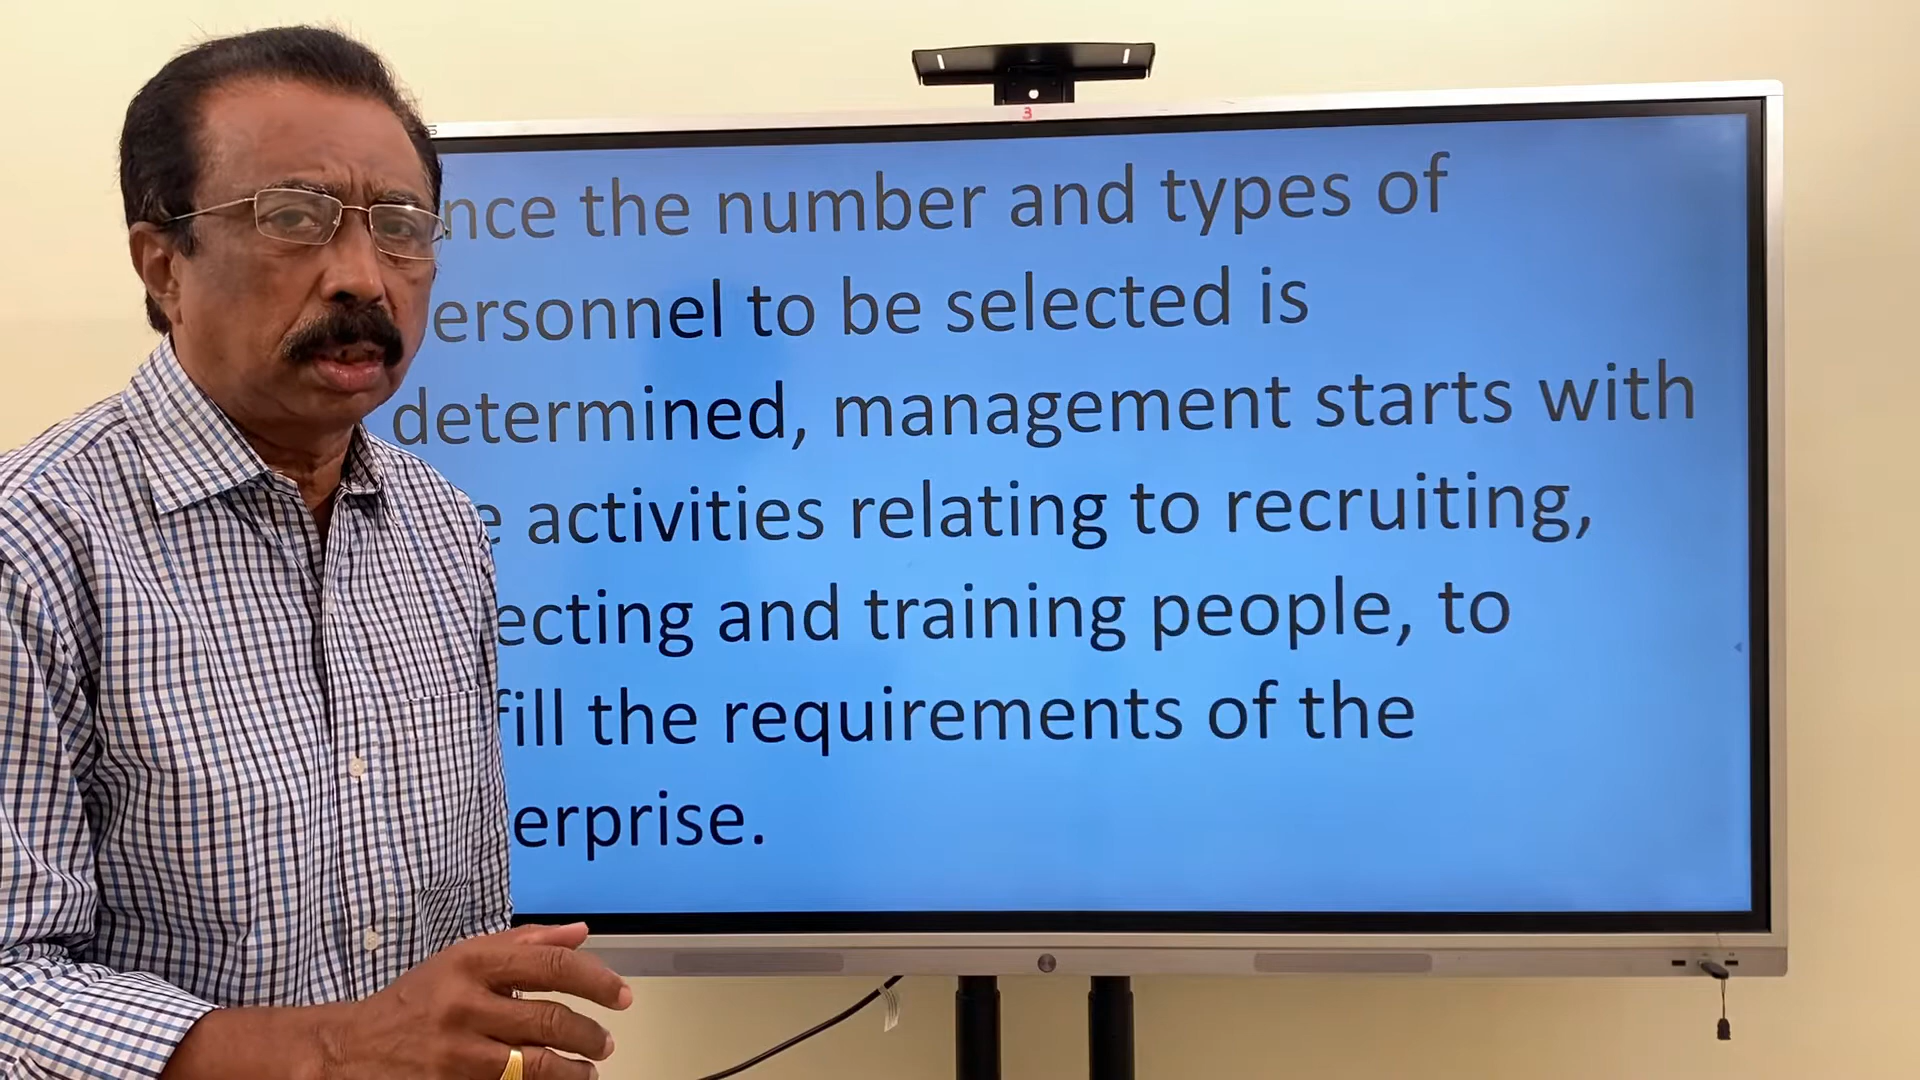 3
nce the number and types of
ersonnel to be selected is
determined, management starts with
e activities relating to recruiting,
ecting and training people, to
fill the requirements of the
erprise.